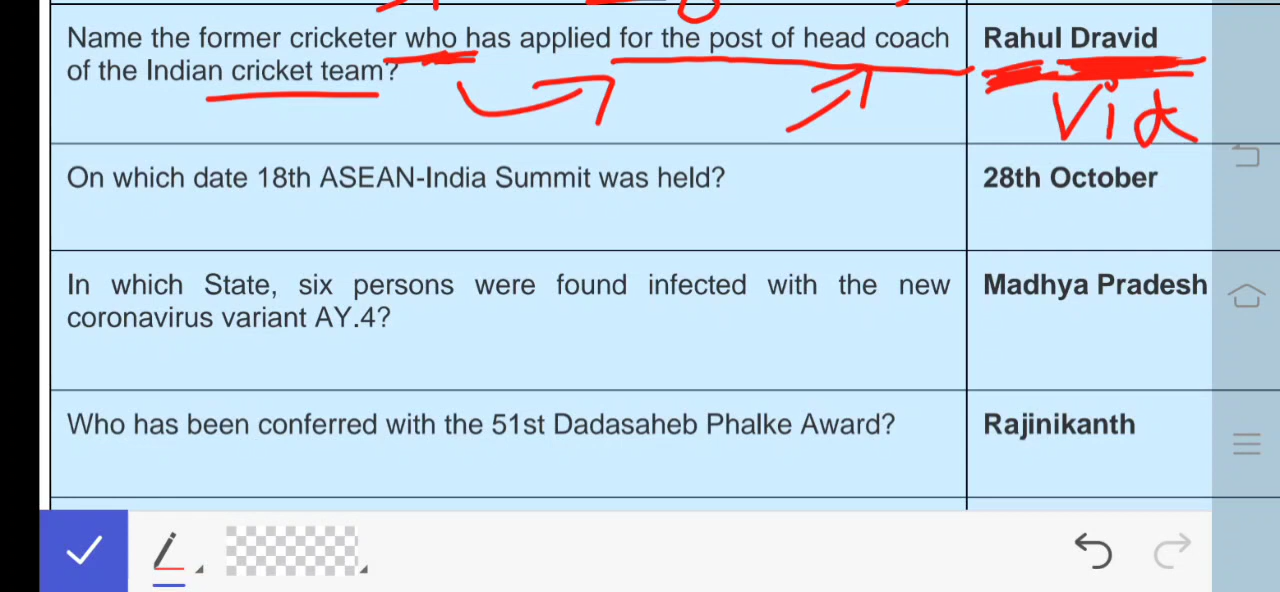 Name the former cricketer who has applied for the post of head coach
of the Indian cricket team?
Rahul Dravid
On which date 18th ASEAN-India Summit was held?
28th October
In which State, six persons were found infected with the new
coronavirus variant AY.4?
Madhya Pradesh
Who has been conferred with the 51st Dadasaheb Phalke Award?
Rajinikanth